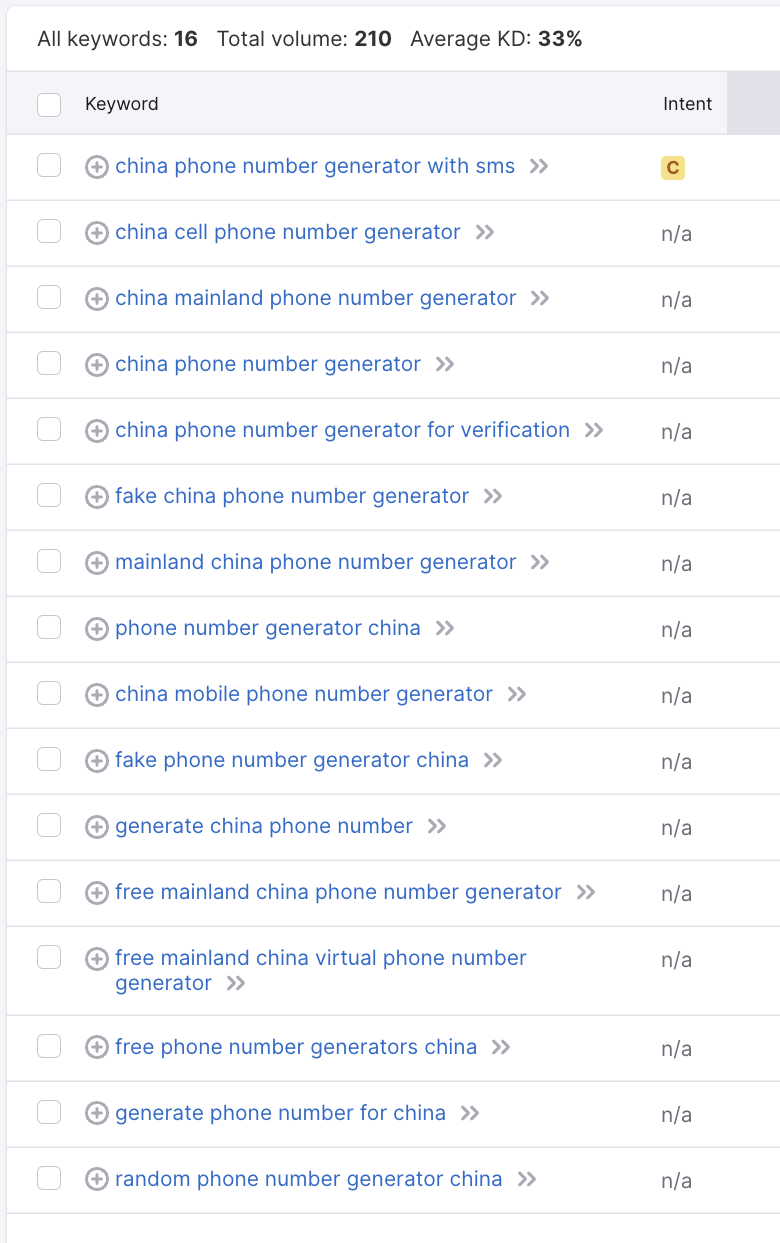 All keywords: 16 Total volume: 210 Average KD: 33%
Keyword Intent
china phone number generator with sms C
china cell phone number generator n/a
china mainland phone number generator n/a
china phone number generator n/a
china phone number generator for verification n/a
fake china phone number generator n/a
mainland china phone number generator n/a
phone number generator china n/a
china mobile phone number generator n/a
fake phone number generator china n/a
generate china phone number n/a
free mainland china phone number generator n/a
free mainland china virtual phone number n/a
generator
free phone number generators china n/a
generate phone number for china n/a
random phone number generator china n/a